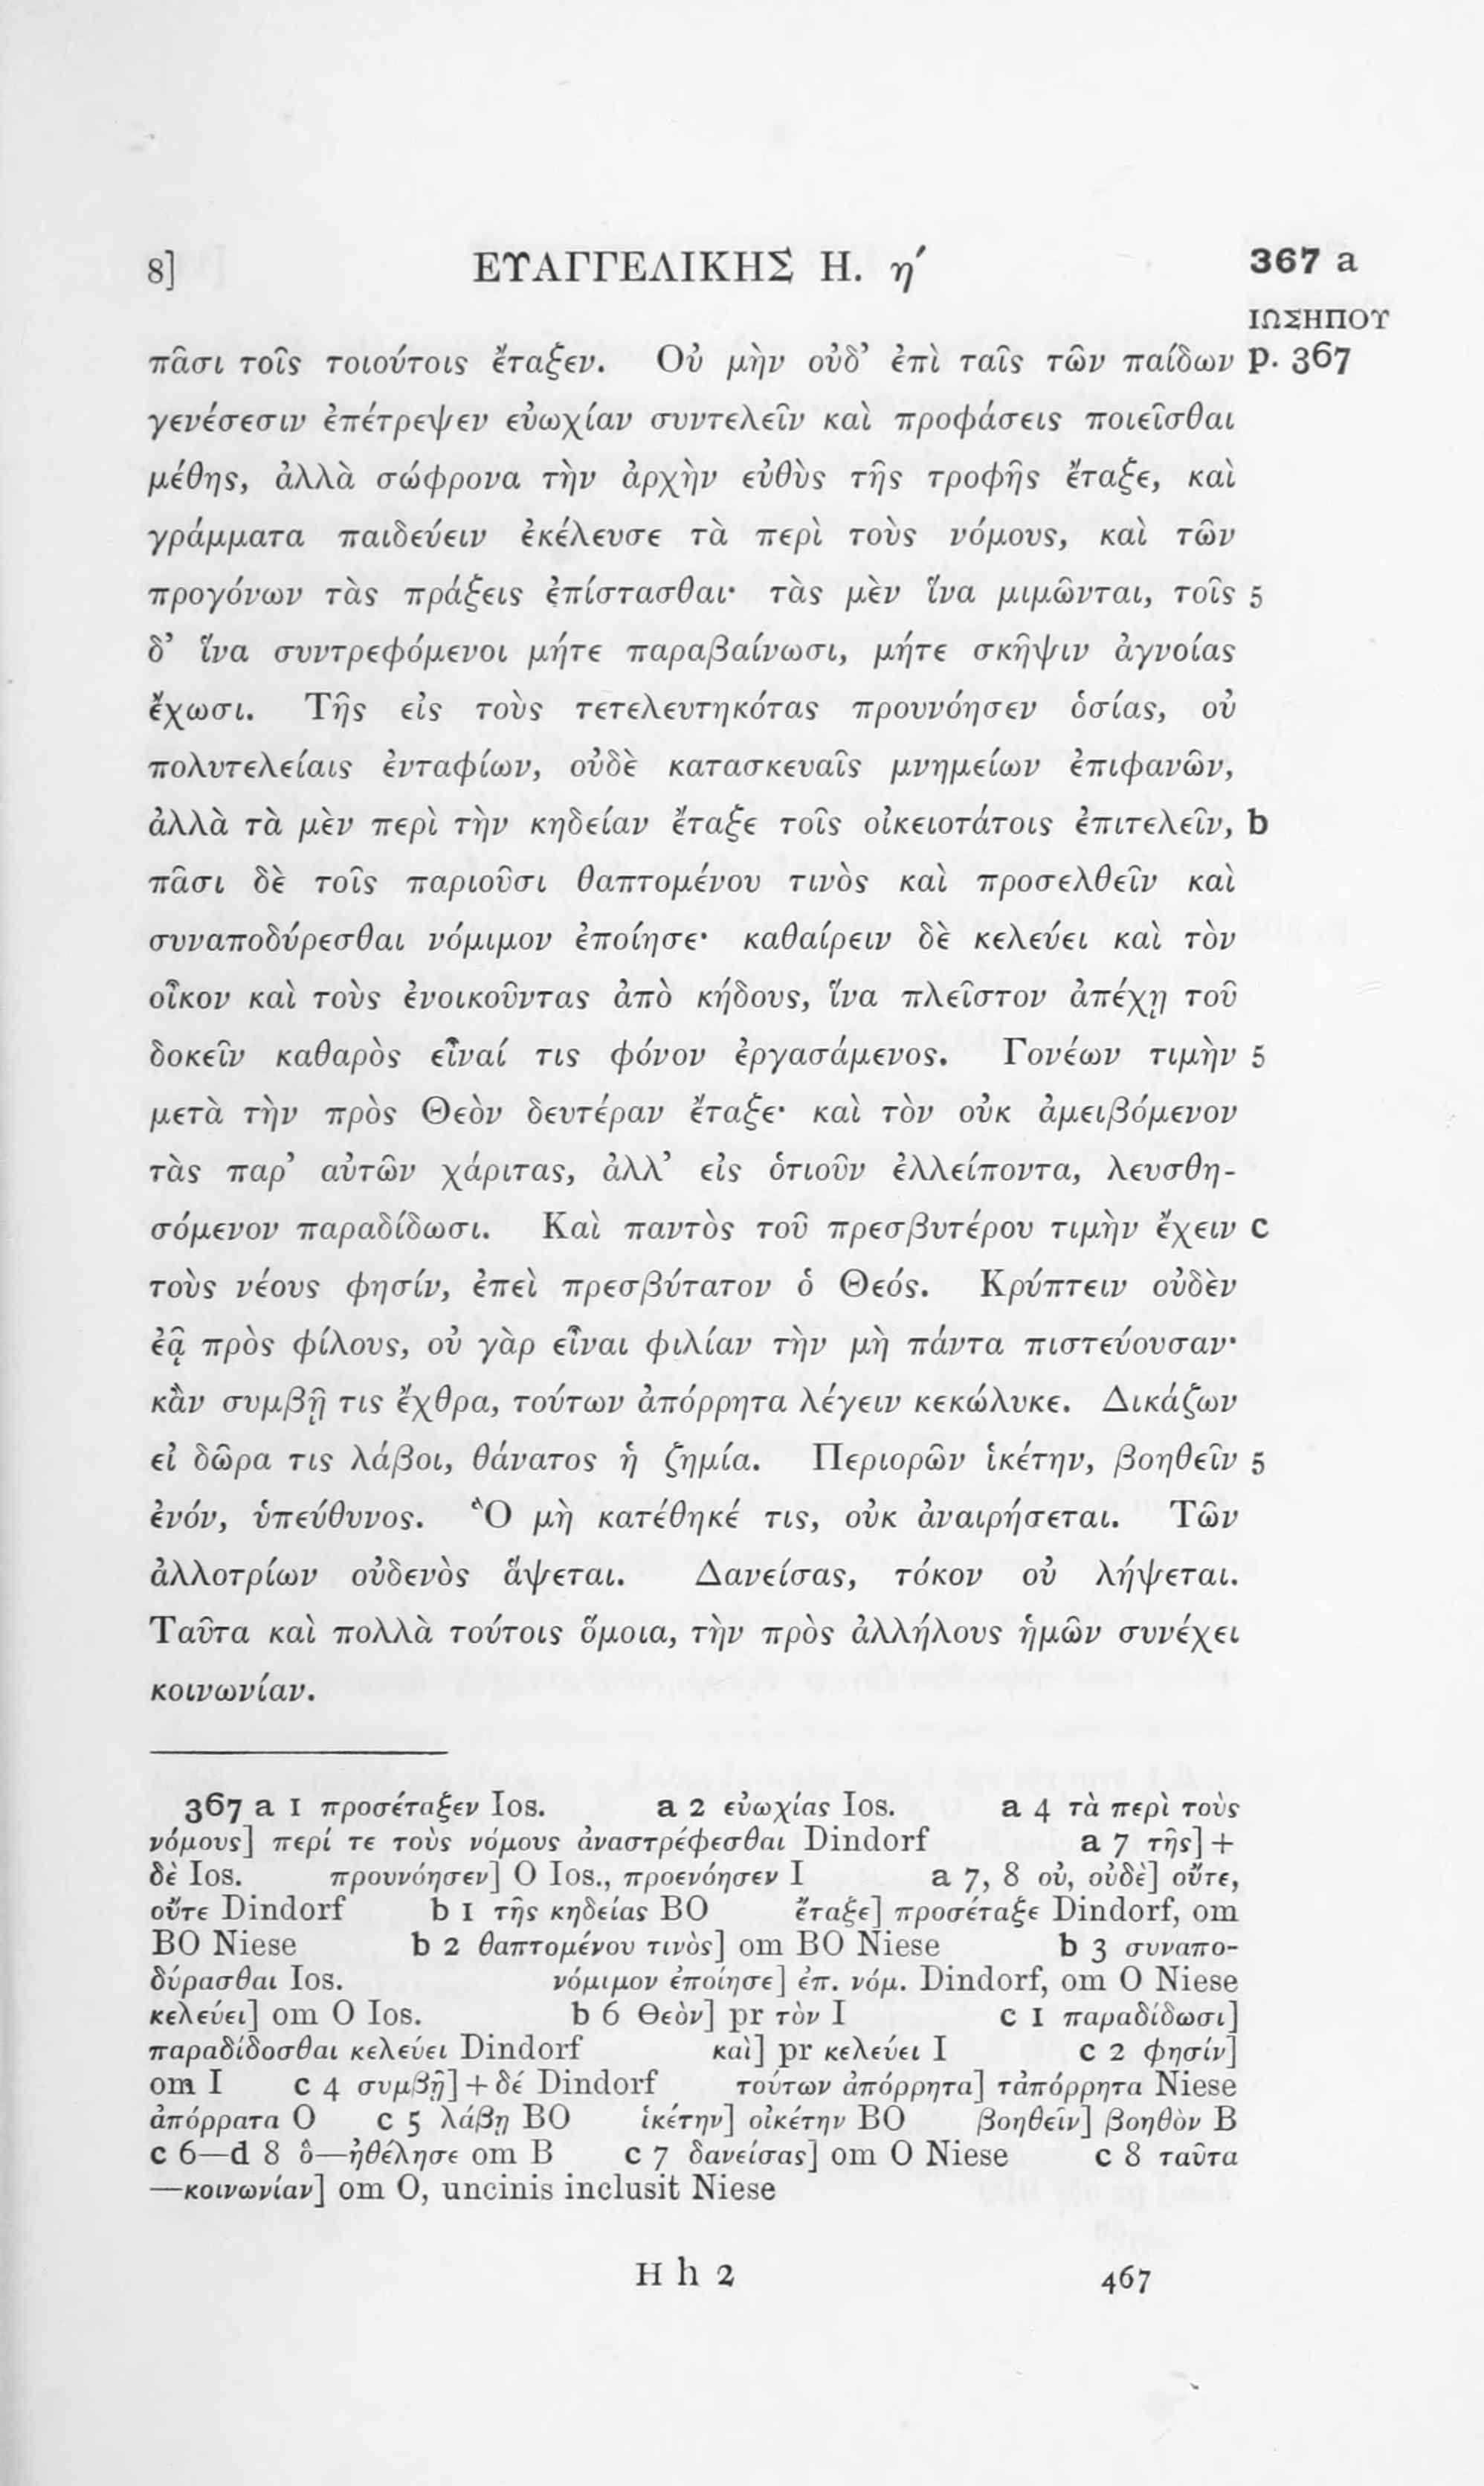 8] ΕΥΑΓΓΕΛΙΚΗΣ Η. η′ 367 a
ΙΩΣΗΠΟΥ
πᾶσι τοῖς τοιούτοις ἔταξεν. Οὐ μὴν οὐδ’ ἐπὶ ταῖς τῶν παίδων p. 367
γενέσεσιν ἐπέτρεψεν εὐωχίαν συντελεῖν καὶ προφάσεις ποιεῖσθαι
μέθης, ἀλλὰ σώφρονα τὴν ἀρχὴν εὐθὺς τῆς τροφῆς ἔταξε, καὶ
γράμματα παιδεύειν ἐκέλευσε τὰ περὶ τοὺς νόμους, καὶ τῶν
προγόνων τὰς πράξεις ἐπίστασθαι· τὰς μὲν ἵνα μιμῶνται, τοῖς 5
δ’ ἵνα συντρεφόμενοι μήτε παραβαίνωσι, μήτε σκῆψιν ἀγνοίας
ἔχωσι. Τῆς εἰς τοὺς τετελευτηκότας προυνόησεν ὁσίας, οὐ
πολυτελείαις ἐνταφίων, οὐδὲ κατασκευαῖς μνημείων ἐπιφανῶν,
ἀλλὰ τὰ μὲν περὶ τὴν κηδείαν ἔταξε τοῖς οἰκειοτάτοις ἐπιτελεῖν, b
πᾶσι δὲ τοῖς παριοῦσι θαπτομένου τινὸς καὶ προσελθεῖν καὶ
συναποδύρεσθαι νόμιμον ἐποίησε· καθαίρειν δὲ κελεύει καὶ τὸν
οἶκον καὶ τοὺς ἐνοικοῦντας ἀπὸ κήδους, ἵνα πλεῖστον ἀπέχῃ τοῦ
δοκεῖν καθαρὸς εἶναί τις φόνον ἐργασάμενος. Γονέων τιμὴν 5
μετὰ τὴν πρὸς Θεὸν δευτέραν ἔταξε· καὶ τὸν οὐκ ἀμειβόμενον
τὰς παρ’ αὐτῶν χάριτας, ἀλλ’ εἰς ὁτιοῦν ἐλλείποντα, λευσθη-
σόμενον παραδίδωσι. Καὶ παντὸς τοῦ πρεσβυτέρου τιμὴν ἔχειν c
τοὺς νέους φησίν, ἐπεὶ πρεσβύτατον ὁ Θεός. Κρύπτειν οὐδὲν
ἐᾷ πρὸς φίλους, οὐ γὰρ εἶναι φιλίαν τὴν μὴ πάντα πιστεύουσαν·
κἂν συμβῇ τις ἔχθρα, τούτων ἀπόρρητα λέγειν κεκώλυκε. Δικάζων
εἰ δῶρα τις λάβοι, θάνατος ἡ ζημία. Περιορῶν ἱκέτην, βοηθεῖν 5
ἐνόν, ὑπεύθυνος. Ὃ μὴ κατέθηκέ τις, οὐκ ἀναιρήσεται. Τῶν
ἀλλοτρίων οὐδενὸς ἅψεται. Δανείσας, τόκον οὐ λήψεται.
Ταῦτα καὶ πολλὰ τούτοις ὅμοια, τὴν πρὸς ἀλλήλους ἡμῶν συνέχει
κοινωνίαν.
367 a 1 προσέταξεν Ios. a 2 εὐωχίας Ios. a 4 τὰ περὶ τοὺς
νόμους] περί τε τοὺς νόμους ἀναστρέφεσθαι Dindorf a 7 τῆς] +
δὲ Ios. προυνόησεν] O Ios., προενόησεν I a 7, 8 οὐ, οὐδὲ] οὔτε,
οὔτε Dindorf b 1 τῆς κηδείας BO ἔταξε] προσέταξε Dindorf, om
BO Niese b 2 θαπτομένου τινὸς] om BO Niese b 3 συναπο-
δύρασθαι Ios. νόμιμον ἐποίησε] ἐπ. νόμ. Dindorf, om O Niese
κελεύει] om O Ios. b 6 Θεὸν] pr τὸν I c 1 παραδίδωσι]
παραδίδοσθαι κελεύει Dindorf καὶ] pr κελεύει I c 2 φησίν]
om I c 4 συμβῇ] + δέ Dindorf τούτων ἀπόρρητα] τἀπόρρητα Niese
ἀπόρρατα O c 5 λάβῃ BO ἱκέτην] οἰκέτην BO βοηθεῖν] βοηθὸν B
c 6—d 8 ὃ—ἠθέλησε om B c 7 δανείσας] om O Niese c 8 ταῦτα
—κοινωνίαν] om O, uncinis inclusit Niese
H h 2 467